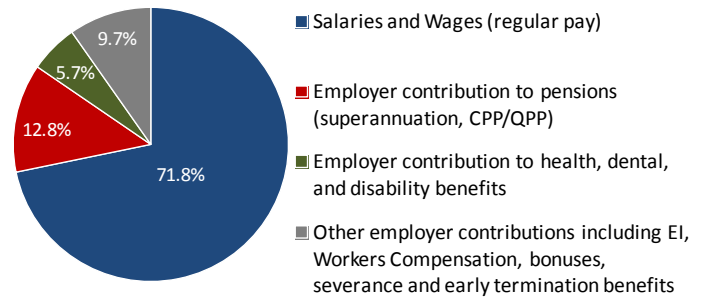 Salaries and Wages (regular pay)
9.7%
5.7%
Employer contribution to pensions
(superannuation, CPP/QPP)
12.8%
Employer contribution to health, dental,
and disability benefits
71.8%
Other employer contributions including EI,
Workers Compensation, bonuses,
severance and early termination benefits